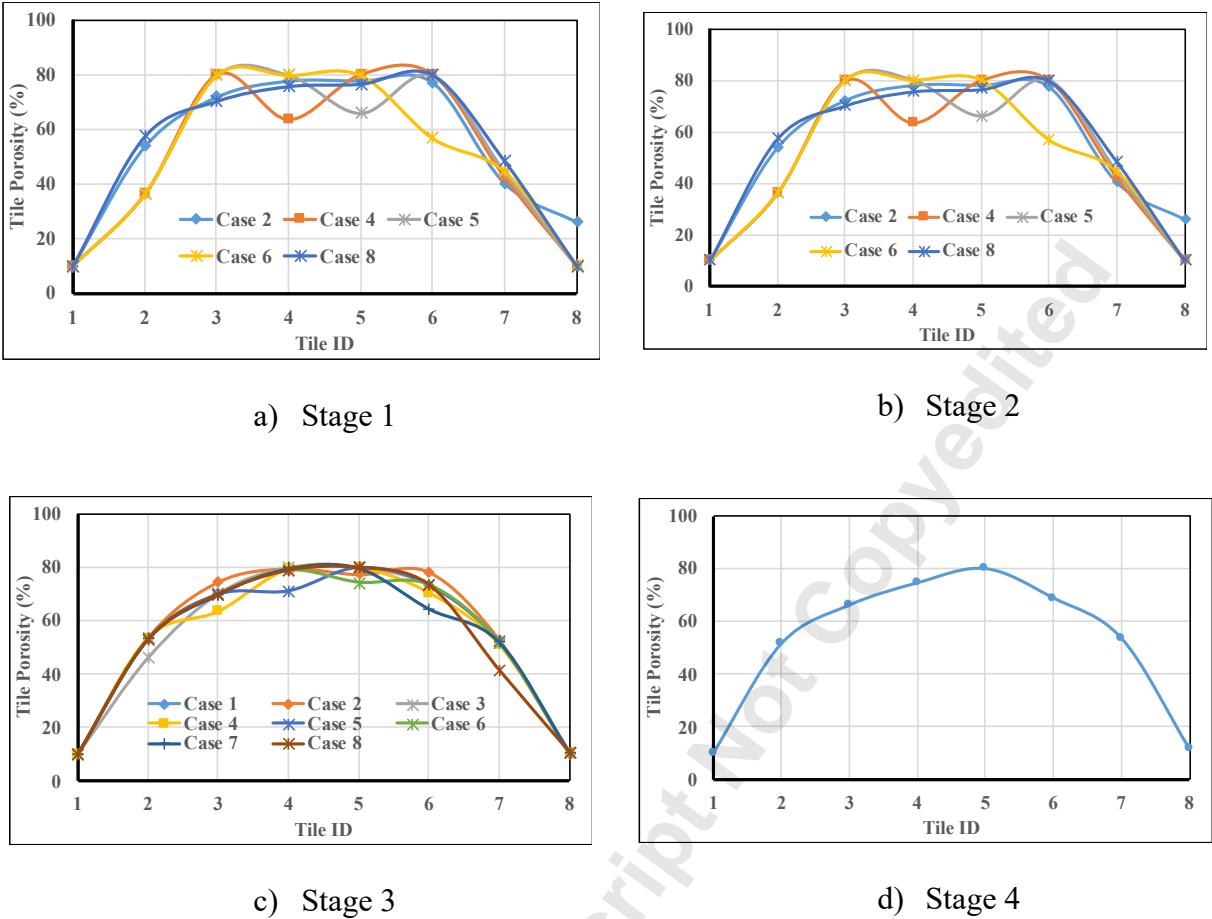 100
80
60
40
20
0
Tile Porosity (%)
Case 2 Case 4 Case 5
Case 6 Case 8
1 2 3 4 5 6 7 8
Tile ID
a) Stage 1
100
80
60
40
20
0
Tile Porosity (%)
Case 2 Case 4 Case 5
Case 6 Case 8
1 2 3 4 5 6 7 8
Tile ID
b) Stage 2
100
80
60
40
20
0
Tile Porosity (%)
Case 1 Case 2 Case 3
Case 4 Case 5 Case 6
Case 7 Case 8
1 2 3 4 5 6 7 8
Tile ID
c) Stage 3
100
80
60
40
20
0
Tile Porosity (%)
1 2 3 4 5 6 7 8
Tile ID
d) Stage 4
script Not Copyedited